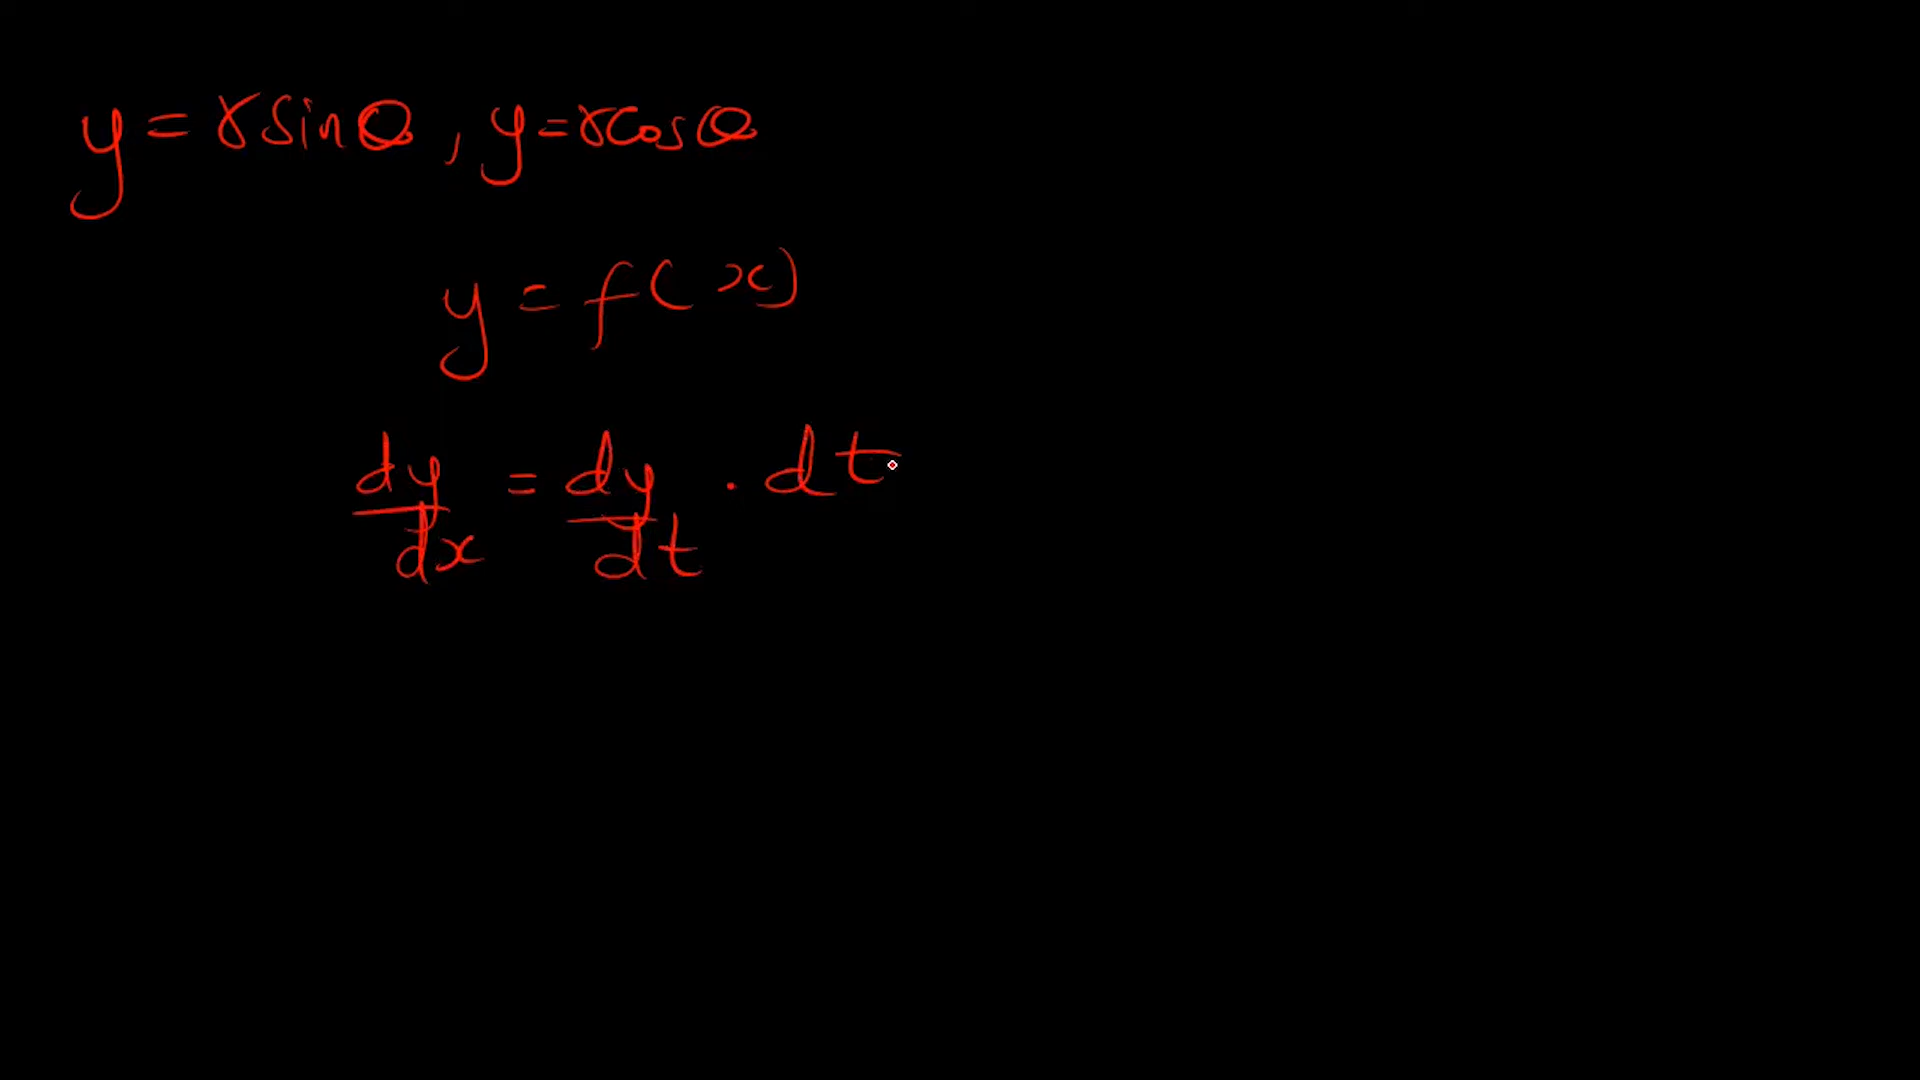 y = r sin θ , y = r cos θ
y = f(x)
dy/dx = dy/dt . dt